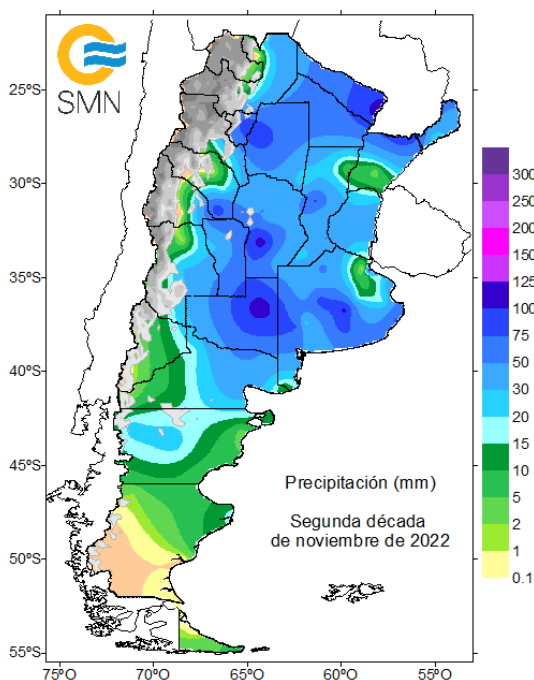 SMN
25ºS
30ºS
35ºS
40ºS
45ºS
50ºS
55ºS
75ºO
70ºO
65ºO
60ºO
55ºO
Precipitación (mm)
Segunda década
de noviembre de 2022
300
250
200
150
125
100
75
50
30
20
15
10
5
2
1
0.1